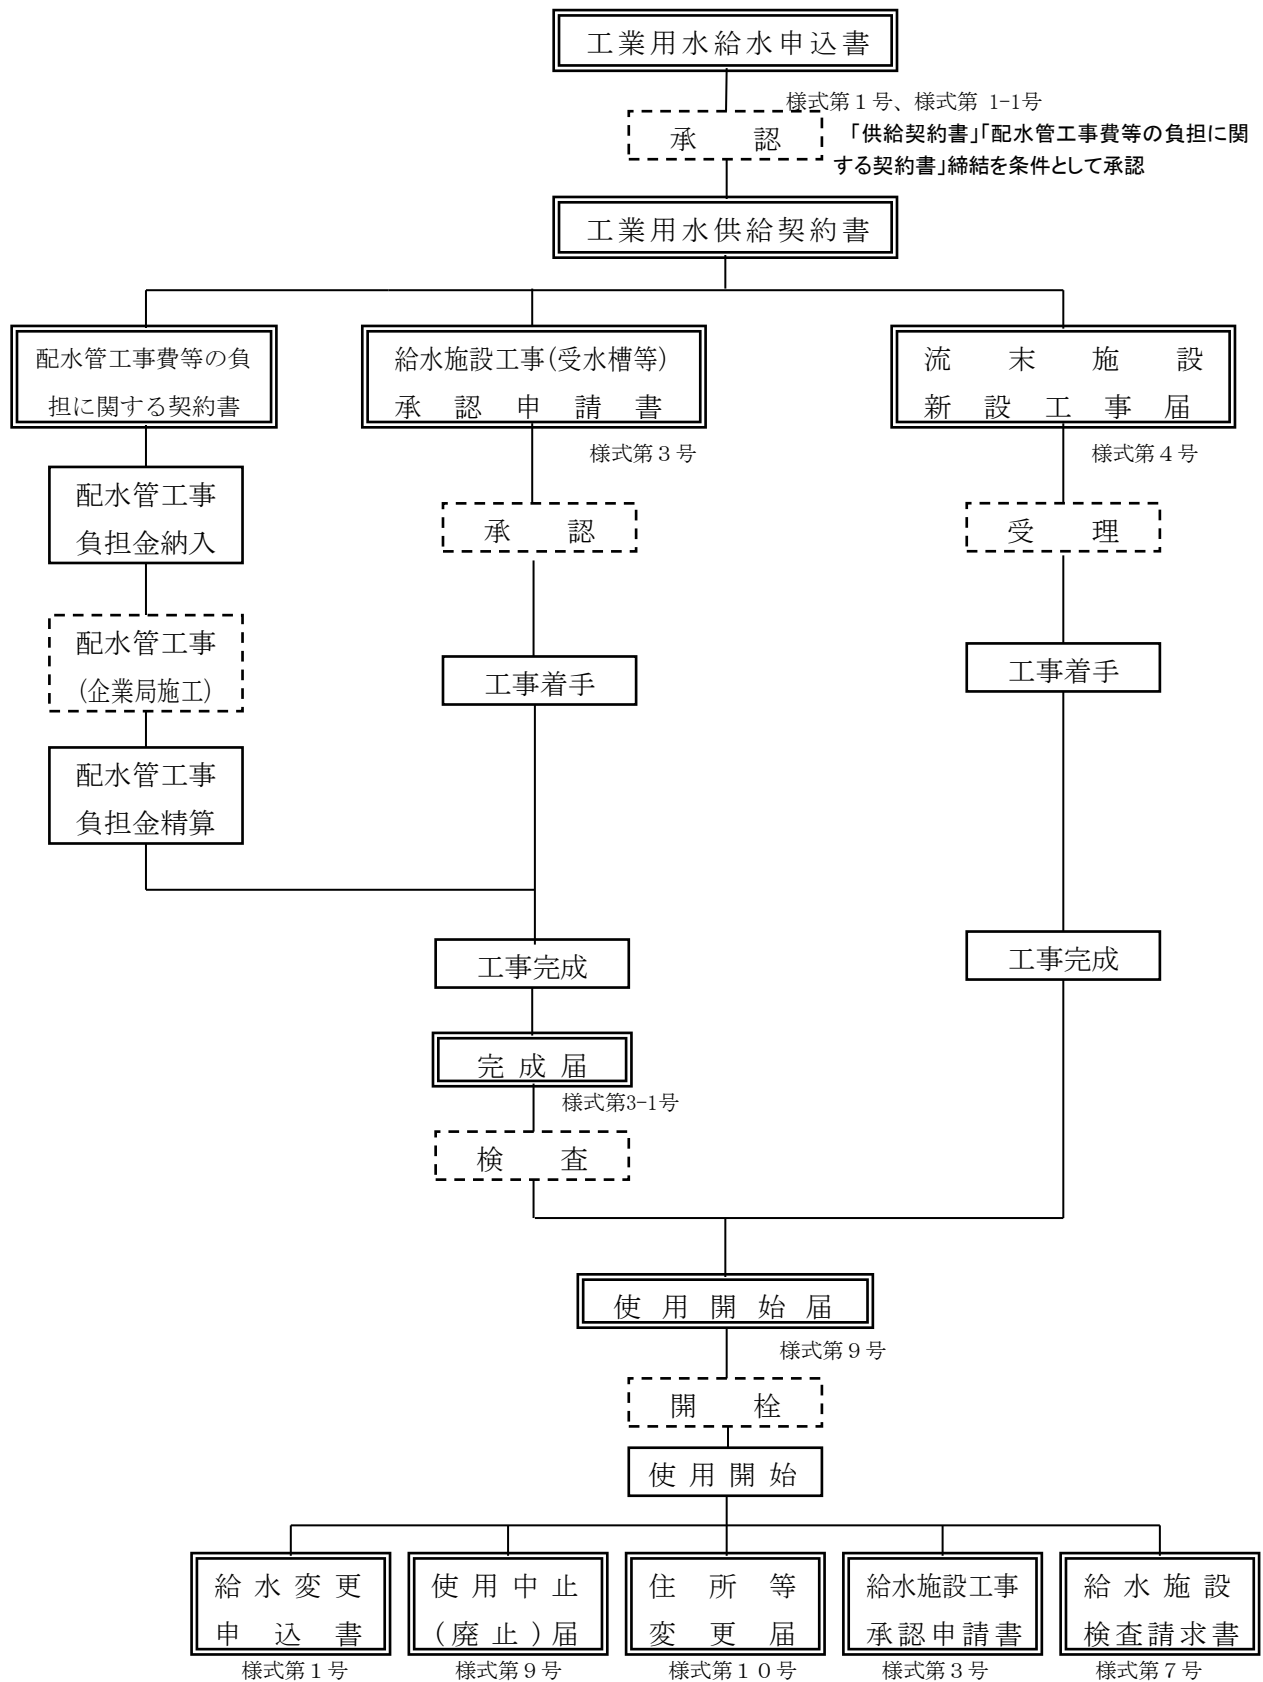 工業用水給水申込書
様式第１号、様式第 1-1号
承　認
「供給契約書」「配水管工事費等の負担に関
する契約書」締結を条件として承認
工業用水供給契約書
配水管工事費等の負
担に関する契約書
給水施設工事(受水槽等)
承認申請書
様式第３号
流末施設
新設工事届
様式第４号
配水管工事
負担金納入
承　認
受　理
配水管工事
(企業局施工)
工事着手
工事着手
配水管工事
負担金精算
工事完成
工事完成
完成届
様式第3-1号
検　査
使用開始届
様式第９号
開　栓
使用開始
給水変更
申込書
様式第１号
使用中止
(廃止)届
様式第９号
住所等
変更届
様式第１０号
給水施設工事
承認申請書
様式第３号
給水施設
検査請求書
様式第７号